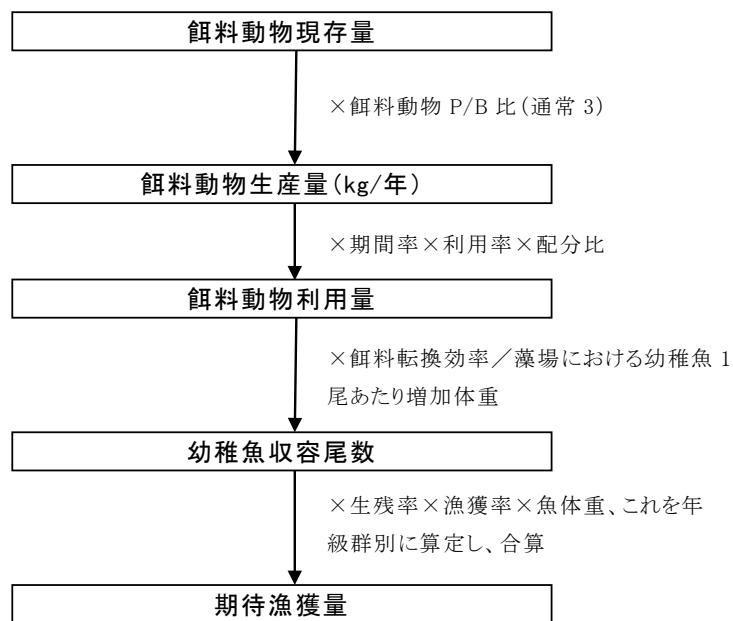 餌料動物現存量
×餌料動物 P/B 比(通常 3)
餌料動物生産量(kg/年)
×期間率×利用率×配分比
餌料動物利用量
×餌料転換効率／藻場における幼稚魚 1
尾あたり増加体重
幼稚魚収容尾数
×生残率×漁獲率×魚体重、これを年
級群別に算定し、合算
期待漁獲量